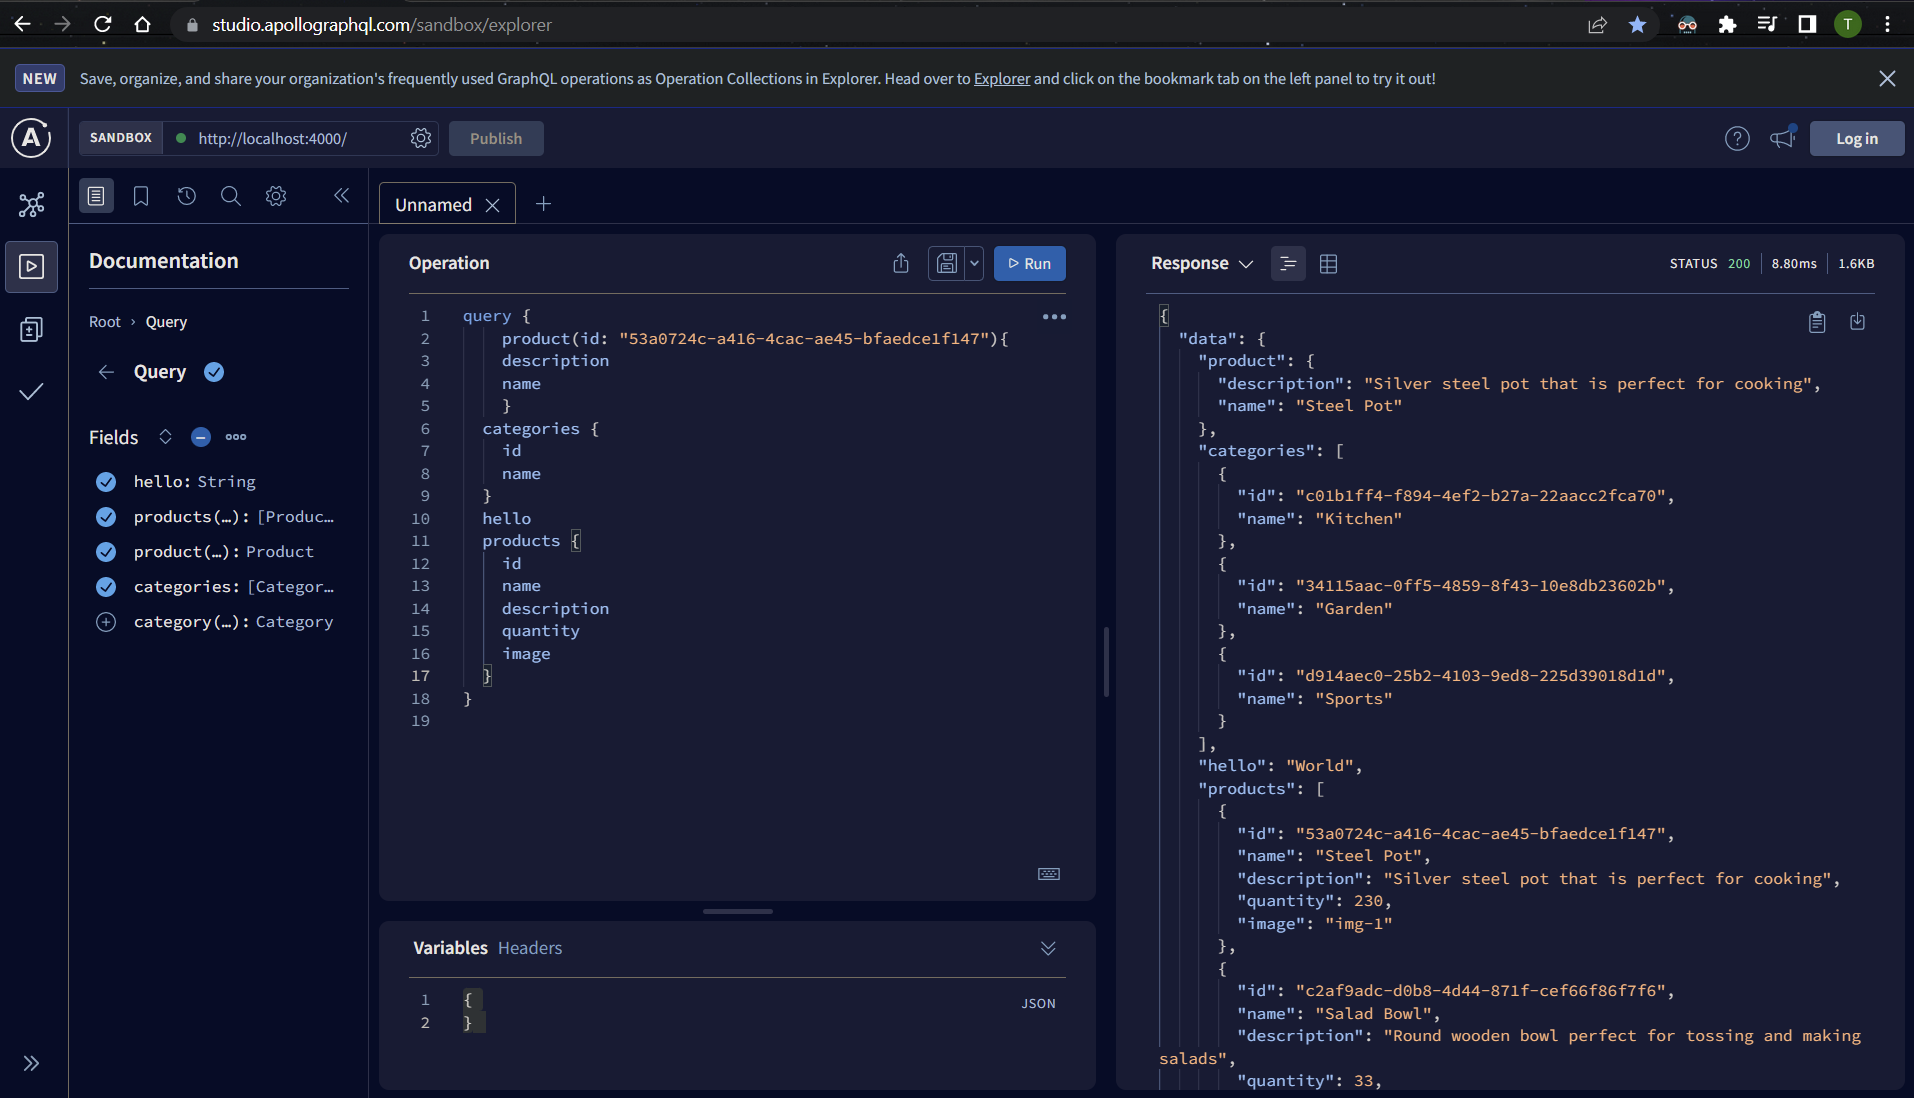 studio.apollographql.com/sandbox/explorer
T
NEW Save, organize, and share your organization's frequently used GraphQL operations as Operation Collections in Explorer. Head over to Explorer and click on the bookmark tab on the left panel to try it out!
A
SANDBOX http://localhost:4000/ Publish
Log in
Documentation
Root › Query
Query
Fields
hello: String
products(…): [Produc…
product(…): Product
categories: [Categor…
category(…): Category
Unnamed
Operation
Run
1 query {
2 product(id: "53a0724c-a416-4cac-ae45-bfaedce1f147"){
3 description
4 name
5 }
6 categories {
7 id
8 name
9 }
10 hello
11 products {
12 id
13 name
14 description
15 quantity
16 image
17 }
18 }
19
Variables Headers
1 {
2 }
JSON
Response
STATUS 200 8.80ms 1.6KB
{
"data": {
"product": {
"description": "Silver steel pot that is perfect for cooking",
"name": "Steel Pot"
},
"categories": [
{
"id": "c01b1ff4-f894-4ef2-b27a-22aacc2fca70",
"name": "Kitchen"
},
{
"id": "34115aac-0ff5-4859-8f43-10e8db23602b",
"name": "Garden"
},
{
"id": "d914aec0-25b2-4103-9ed8-225d39018d1d",
"name": "Sports"
}
],
"hello": "World",
"products": [
{
"id": "53a0724c-a416-4cac-ae45-bfaedce1f147",
"name": "Steel Pot",
"description": "Silver steel pot that is perfect for cooking",
"quantity": 230,
"image": "img-1"
},
{
"id": "c2af9adc-d0b8-4d44-871f-cef66f86f7f6",
"name": "Salad Bowl",
"description": "Round wooden bowl perfect for tossing and making
salads",
"quantity": 33,